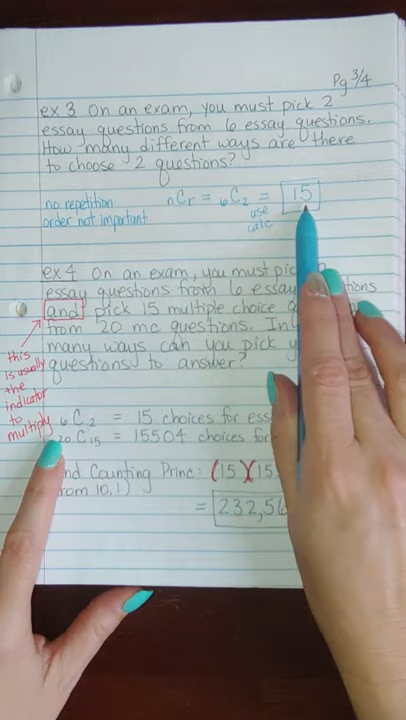 Pg 3/4
ex 3 On an exam, you must pick 2
essay questions from 6 essay questions.
How many different ways are there
to choose 2 questions?
no repetition
order not important
nCr = 6C2 = 15
use
calc
ex 4 On an exam, you must pick
essay questions from 6 essay
and pick 15 multiple choice
from 20 mc questions. In
many ways can you pick
questions to answer?
this
is usually
the
indicator
to
multiply
6C2 = 15 choices for
20C15 = 15504 choices for
Counting Princ: (15)(15
from 10.1)
= 232,56